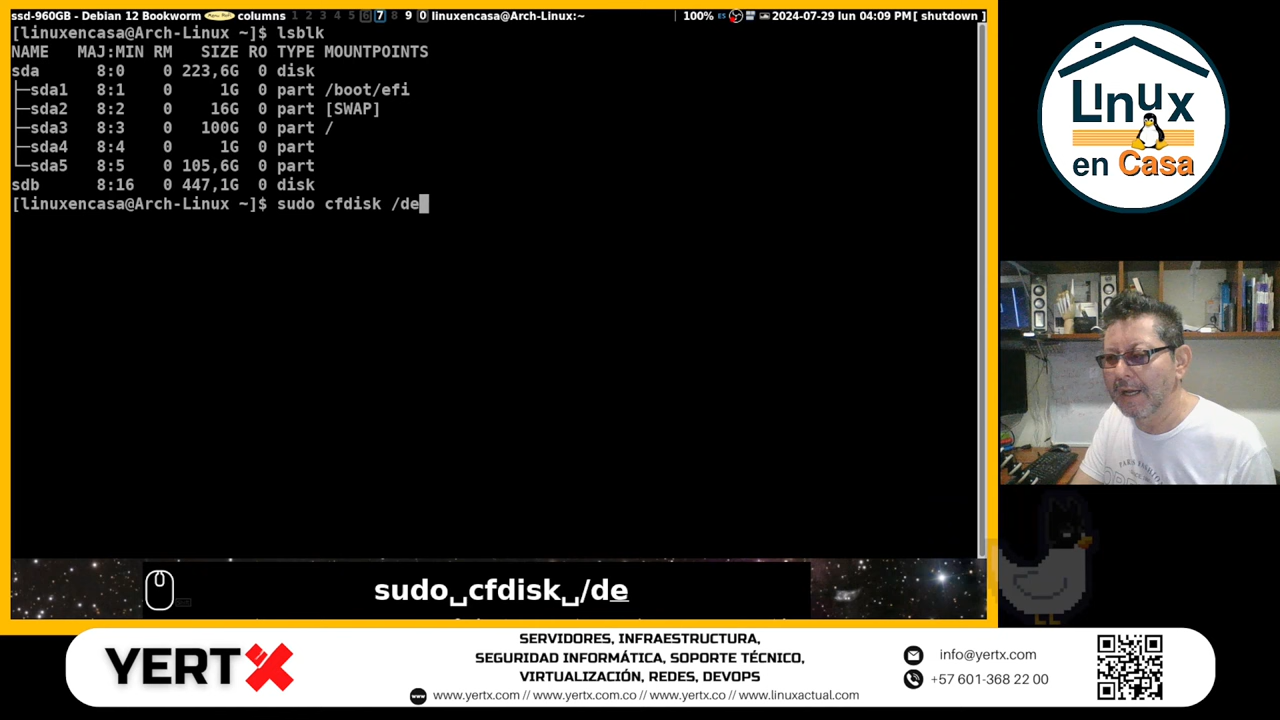 ssd-960GB - Debian 12 Bookworm columns 1 2 3 4 5 6 7 8 9 0 linuxencasa@Arch-Linux:~ 100% ES 2024-07-29 lun 04:09 PM[ shutdown ]
[linuxencasa@Arch-Linux ~]$ lsblk
NAME MAJ:MIN RM SIZE RO TYPE MOUNTPOINTS
sda 8:0 0 223,6G 0 disk
├─sda1 8:1 0 1G 0 part /boot/efi
├─sda2 8:2 0 16G 0 part [SWAP]
├─sda3 8:3 0 100G 0 part /
├─sda4 8:4 0 1G 0 part
└─sda5 8:5 0 105,6G 0 part
sdb 8:16 0 447,1G 0 disk
[linuxencasa@Arch-Linux ~]$ sudo cfdisk /de
sudo␣cfdisk␣/de
Linux
en Casa
YERTX
SERVIDORES, INFRAESTRUCTURA,
SEGURIDAD INFORMÁTICA, SOPORTE TÉCNICO,
VIRTUALIZACIÓN, REDES, DEVOPS
www.yertx.com // www.yertx.com.co // www.yertx.co // www.linuxactual.com
info@yertx.com
+57 601-368 22 00